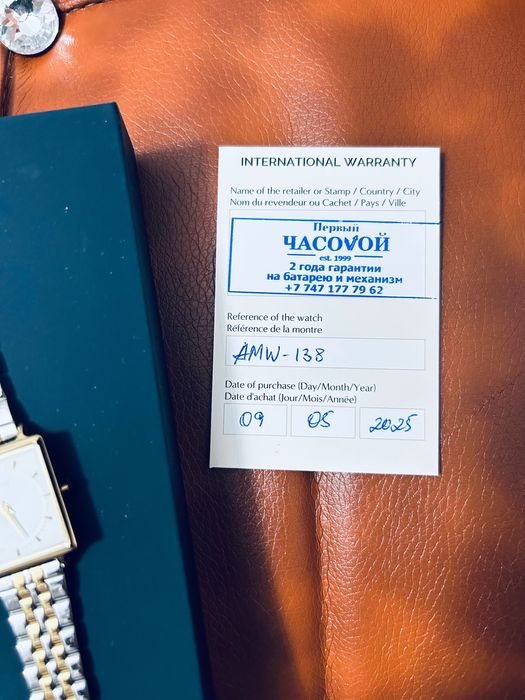 INTERNATIONAL WARRANTY
Name of the retailer or Stamp / Country / City
Nom du revendeur ou Cachet / Pays / Ville
Первый
ЧАСОVОЙ
est. 1999
2 года гарантии
на батарею и механизм
+7 747 177 79 62
Reference of the watch
Référence de la montre
AMW-138
Date of purchase (Day/Month/Year)
Date d'achat (Jour/Mois/Année)
09 05 2025